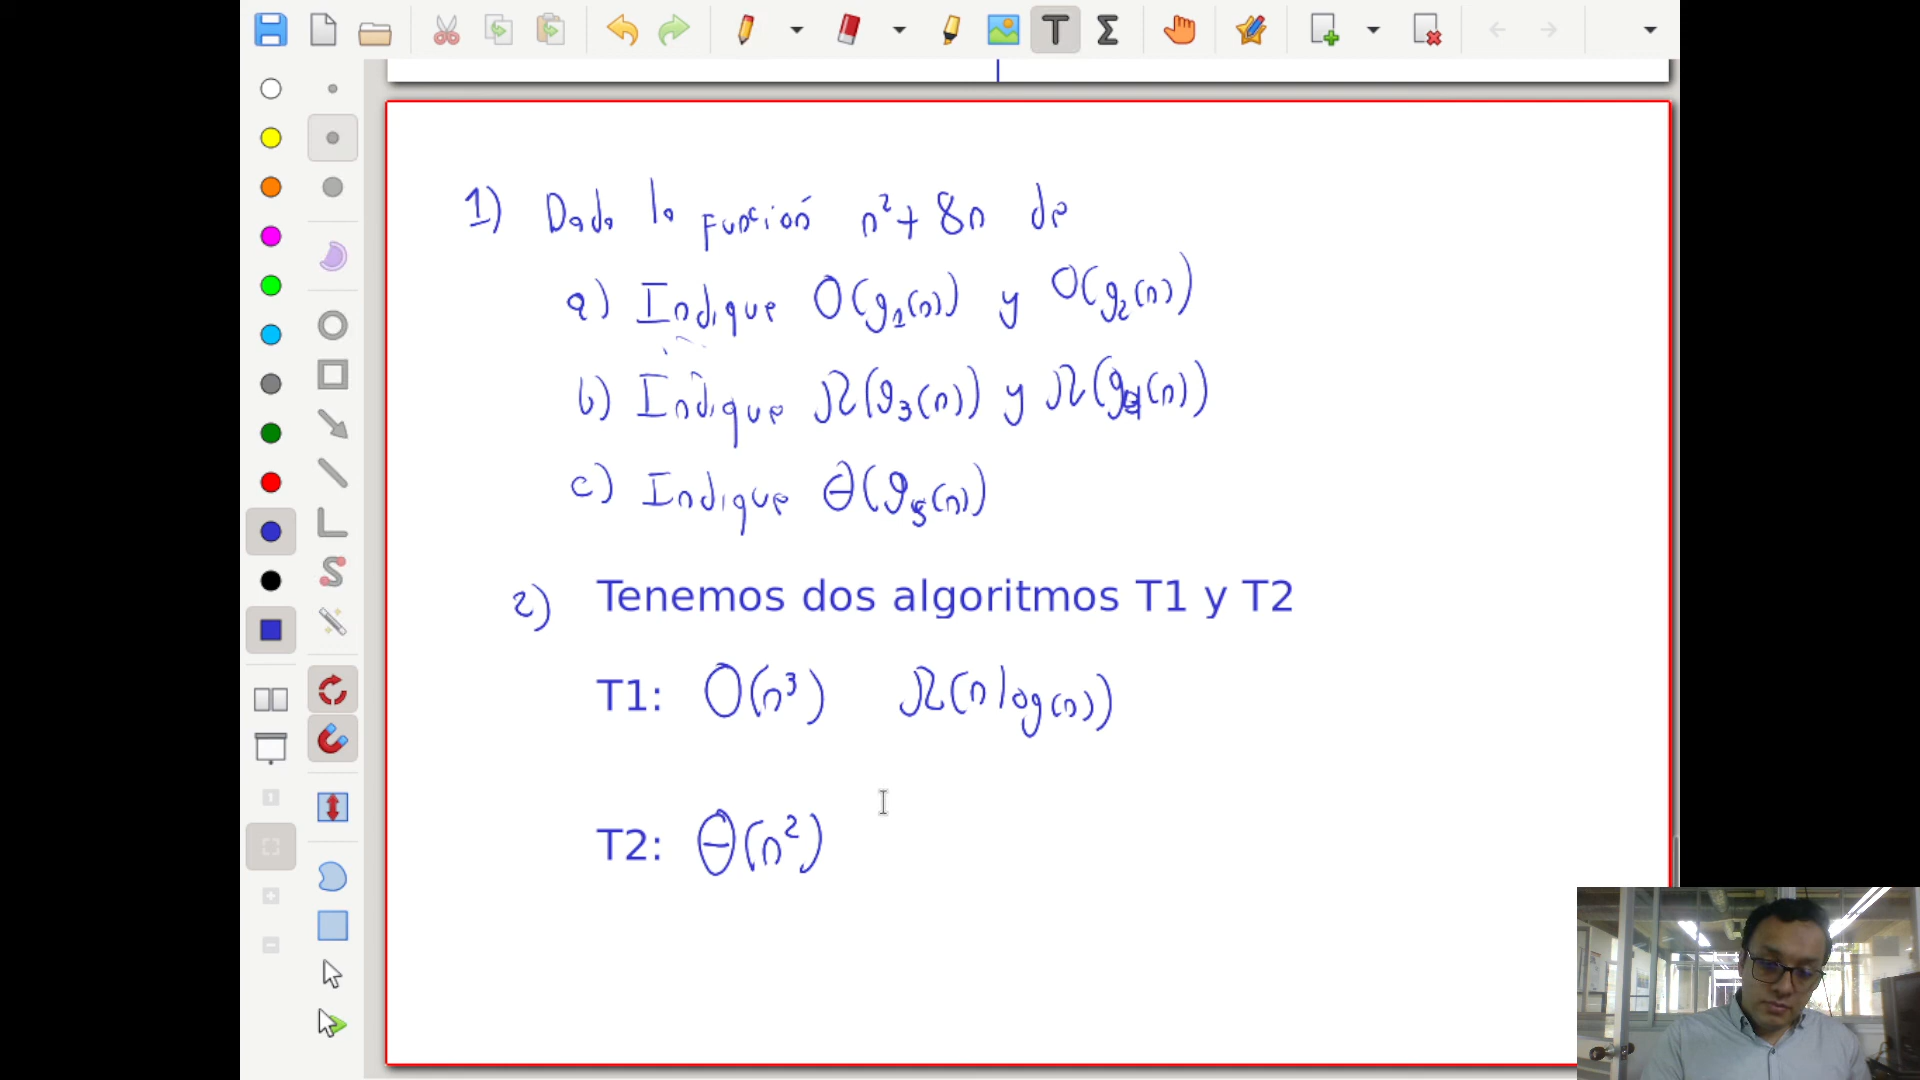 1) Dada la función n²+ 8n de
a) Indique O(g₁(n)) y O(g₂(n))
b) Indique Ω(g₃(n)) y Ω(g₄(n))
c) Indique Θ(g₅(n))
2) Tenemos dos algoritmos T1 y T2
T1: O(n³) Ω(n log(n))
T2: Θ(n²)